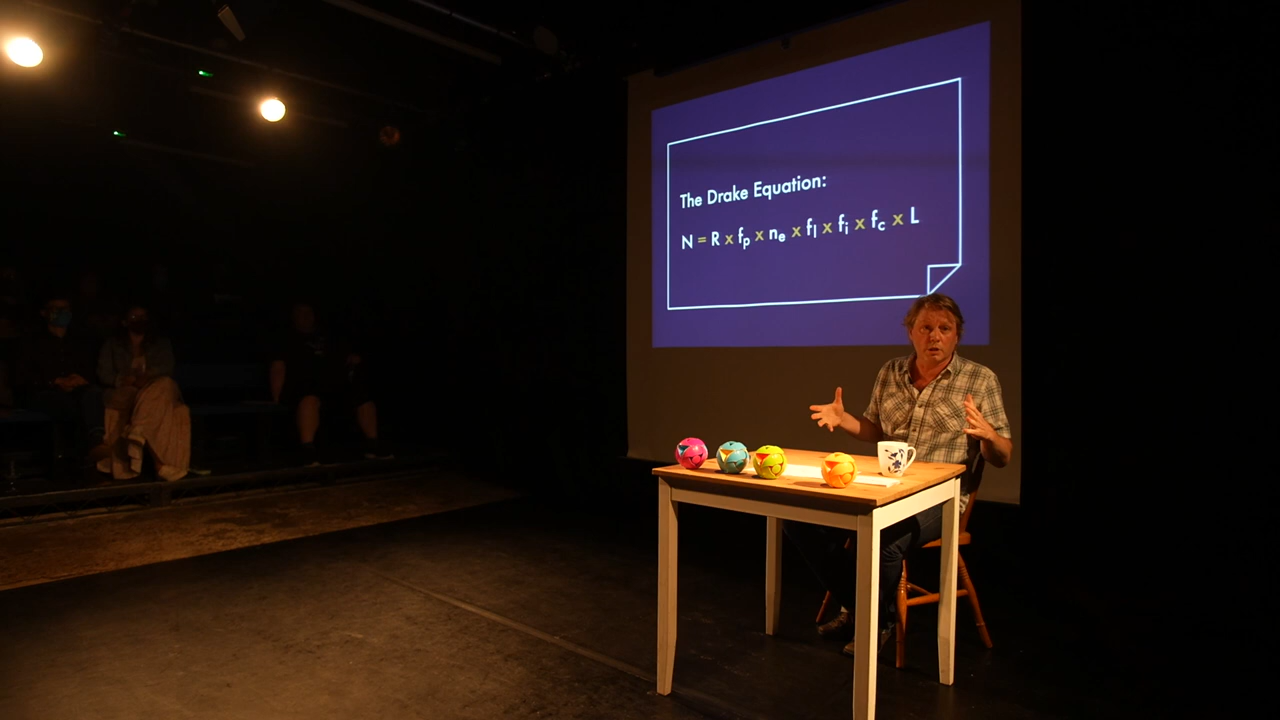 The Drake Equation:
N = R x fp x ne x fl x fi x fc x L